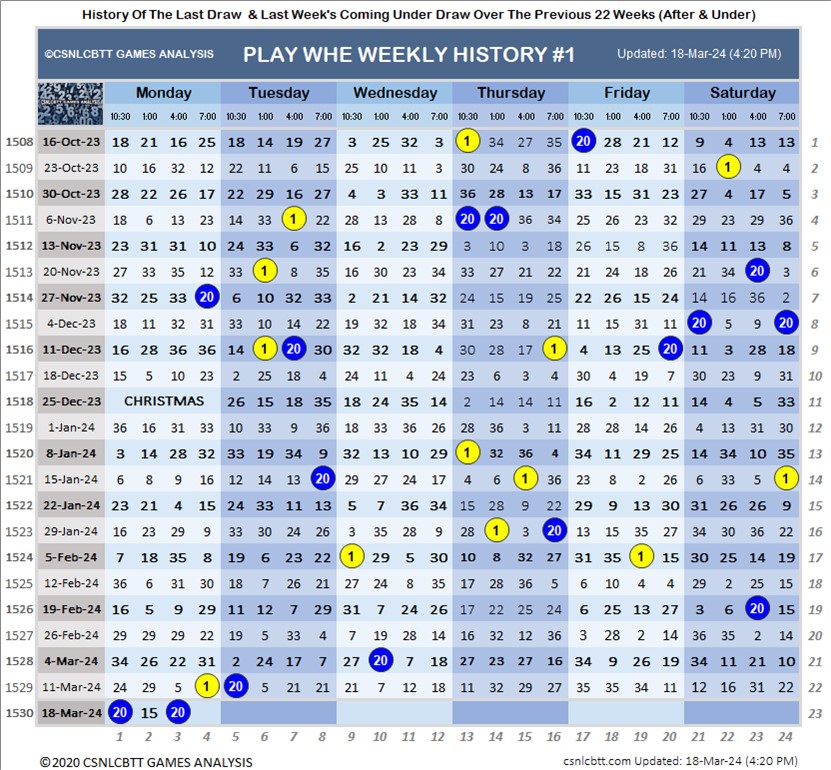 History Of The Last Draw & Last Week's Coming Under Draw Over The Previous 22 Weeks (After & Under)
©CSNLCBTT GAMES ANALYSIS PLAY WHE WEEKLY HISTORY #1 Updated: 18-Mar-24 (4:20 PM)
Monday Tuesday Wednesday Thursday Friday Saturday
10:30 1:00 4:00 7:00 10:30 1:00 4:00 7:00 10:30 1:00 4:00 7:00 10:30 1:00 4:00 7:00 10:30 1:00 4:00 7:00 10:30 1:00 4:00 7:00
1508 16-Oct-23 18 21 16 25 18 14 19 27 3 25 32 3 1 34 27 35 20 28 21 12 9 4 13 13 1
1509 23-Oct-23 10 16 32 12 22 11 6 15 25 10 11 3 30 24 8 36 11 23 18 31 16 1 4 4 2
1510 30-Oct-23 28 22 26 17 22 29 16 27 4 3 33 11 36 28 13 17 33 15 31 23 27 4 17 5 3
1511 6-Nov-23 18 6 13 23 14 33 1 22 28 13 28 8 20 20 36 34 25 26 23 32 29 32 29 36 4
1512 13-Nov-23 23 31 31 10 24 33 6 32 16 2 23 29 3 10 3 18 26 15 8 36 14 11 13 8 5
1513 20-Nov-23 27 33 35 12 33 1 8 35 16 30 23 34 33 27 21 22 21 24 18 26 21 34 20 3 6
1514 27-Nov-23 32 25 33 20 6 10 32 33 2 21 14 32 24 15 19 25 22 26 15 24 14 16 36 2 7
1515 4-Dec-23 18 11 32 31 33 10 14 22 19 32 18 34 31 23 8 21 11 15 31 11 20 5 9 20 8
1516 11-Dec-23 16 28 36 36 14 1 20 30 32 32 18 4 30 28 17 1 4 13 25 20 11 7 28 18 9
1517 18-Dec-23 15 5 10 23 2 25 18 4 24 11 4 24 23 6 3 4 30 4 19 7 30 23 9 31 10
1518 25-Dec-23 CHRISTMAS 26 15 18 35 18 24 35 14 2 14 14 11 16 2 12 11 14 4 5 33 11
1519 1-Jan-24 36 16 31 33 10 33 9 36 18 33 36 26 28 36 3 11 28 28 14 26 4 13 31 30 12
1520 8-Jan-24 3 14 28 32 33 19 34 9 32 13 10 29 1 32 36 4 34 11 29 25 14 34 10 35 13
1521 15-Jan-24 6 8 9 16 12 14 13 20 29 27 24 17 4 6 1 36 23 8 2 26 6 33 5 1 14
1522 22-Jan-24 23 21 4 15 24 33 11 13 5 7 36 34 15 28 9 22 29 9 13 30 31 26 26 9 15
1523 29-Jan-24 16 23 29 9 33 30 31 26 3 35 28 9 28 1 3 20 13 15 35 27 34 30 36 22 16
1524 5-Feb-24 7 18 35 8 19 6 23 22 1 29 5 30 10 8 32 27 31 35 1 15 30 25 14 19 17
1525 12-Feb-24 36 6 31 30 18 7 26 21 27 24 8 35 17 28 36 5 6 10 4 4 29 2 25 15 18
1526 19-Feb-24 16 5 9 29 11 12 7 29 31 7 24 26 17 22 25 24 6 25 13 27 3 6 20 15 19
1527 26-Feb-24 29 29 29 22 19 5 33 4 7 19 28 14 16 32 12 36 3 28 2 14 36 35 2 14 20
1528 4-Mar-24 34 26 22 31 2 24 17 7 27 20 7 18 27 23 27 16 34 9 26 19 34 11 21 10 21
1529 11-Mar-24 24 29 5 1 20 5 21 21 21 7 12 18 11 32 29 27 35 35 34 11 12 16 31 22 22
1530 18-Mar-24 20 15 20 23
1 2 3 4 5 6 7 8 9 10 11 12 13 14 15 16 17 18 19 20 21 22 23 24
©2020 CSNLCBTT GAMES ANALYSIS csnlcbtt.com Updated: 18-Mar-24 (4:20 PM)